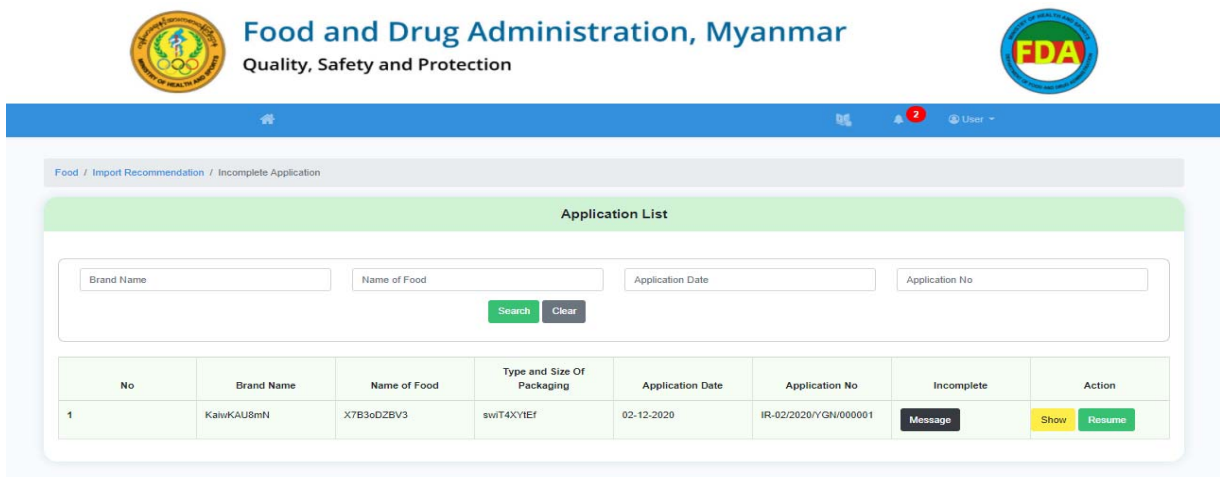 Food and Drug Administration, Myanmar
Quality, Safety and Protection
FDA
2
User
Food / Import Recommendation / Incomplete Application
Application List
Brand Name
Name of Food
Application Date
Application No
Search
Clear
No Brand Name Name of Food Type and Size Of Packaging Application Date Application No Incomplete Action
1 KaiwKAU8mN X7B3oDZBV3 swiT4XYtEf 02-12-2020 IR-02/2020/YGN/000001 Message Show Resume